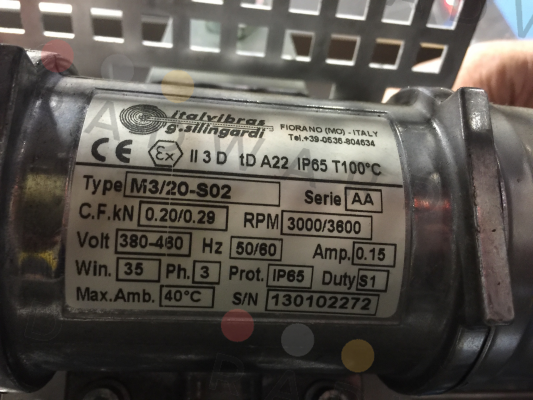 italvibras
g.silingardi
FIORANO (MO) - ITALY
Tel.+39-0536-804634
CE Ex II 3 D tD A22 IP65 T100°C
Type M3/20-S02 Serie AA
C.F.kN 0.20/0.29 RPM 3000/3600
Volt 380-460 Hz 50/60 Amp. 0.15
Win. 35 Ph. 3 Prot. IP65 Duty S1
Max.Amb. 40°C S/N 130102272